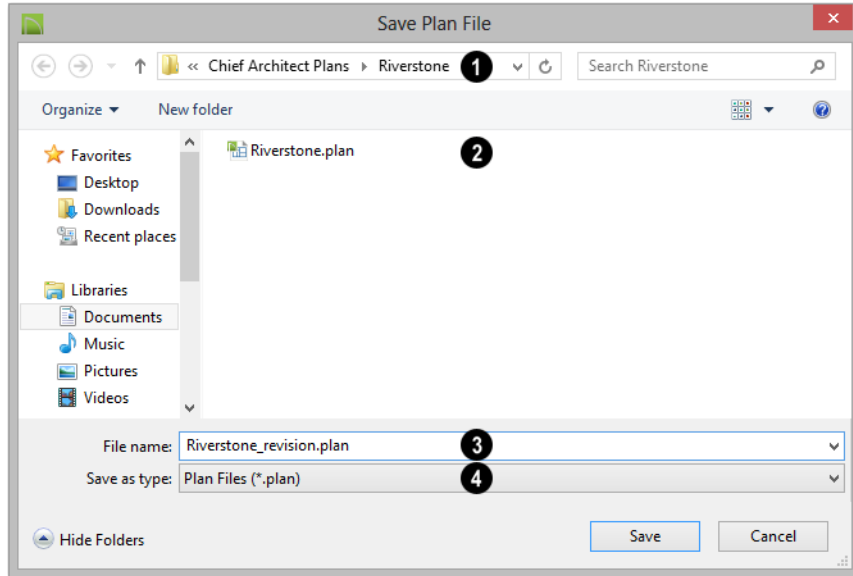 Save Plan File
« Chief Architect Plans Riverstone 1 Search Riverstone
Organize New folder
Favorites
Desktop
Downloads
Recent places
Libraries
Documents
Music
Pictures
Videos
Riverstone.plan 2
File name: Riverstone_revision.plan 3
Save as type: Plan Files (*.plan) 4
Hide Folders Save Cancel